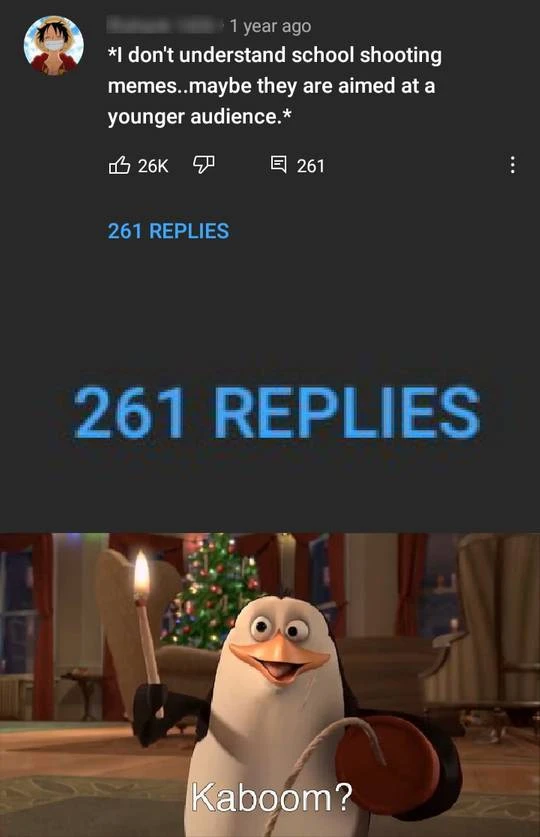 · 1 year ago
*I don't understand school shooting
memes..maybe they are aimed at a
younger audience.*
26K 261
261 REPLIES
261 REPLIES
Kaboom?